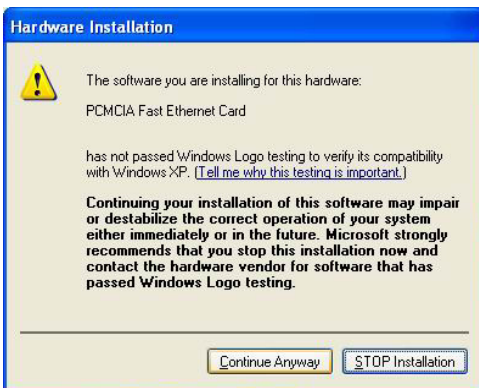 Hardware Installation
The software you are installing for this hardware:
PCMCIA Fast Ethernet Card
has not passed Windows Logo testing to verify its compatibility
with Windows XP. (Tell me why this testing is important.)
Continuing your installation of this software may impair
or destabilize the correct operation of your system
either immediately or in the future. Microsoft strongly
recommends that you stop this installation now and
contact the hardware vendor for software that has
passed Windows Logo testing.
Continue Anyway STOP Installation